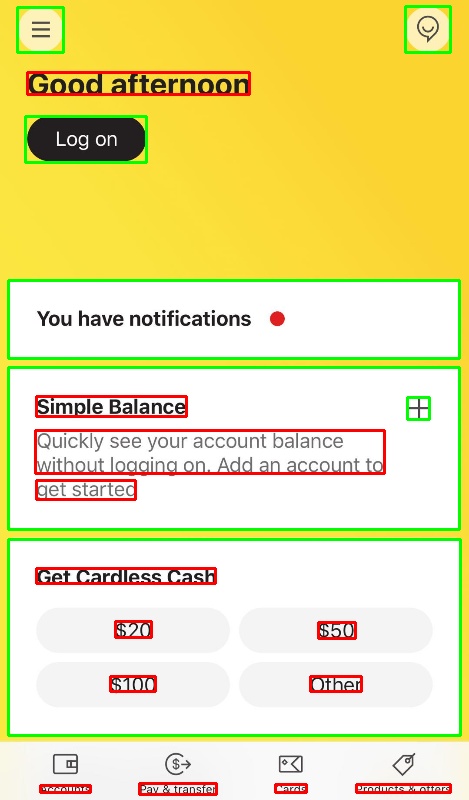 Good afternoon
Log on
You have notifications
Simple Balance
Quickly see your account balance
without logging on. Add an account to
get started
Get Cardless Cash
$20 $50
$100 Other
Accounts Pay & transfer Cards Products & offers